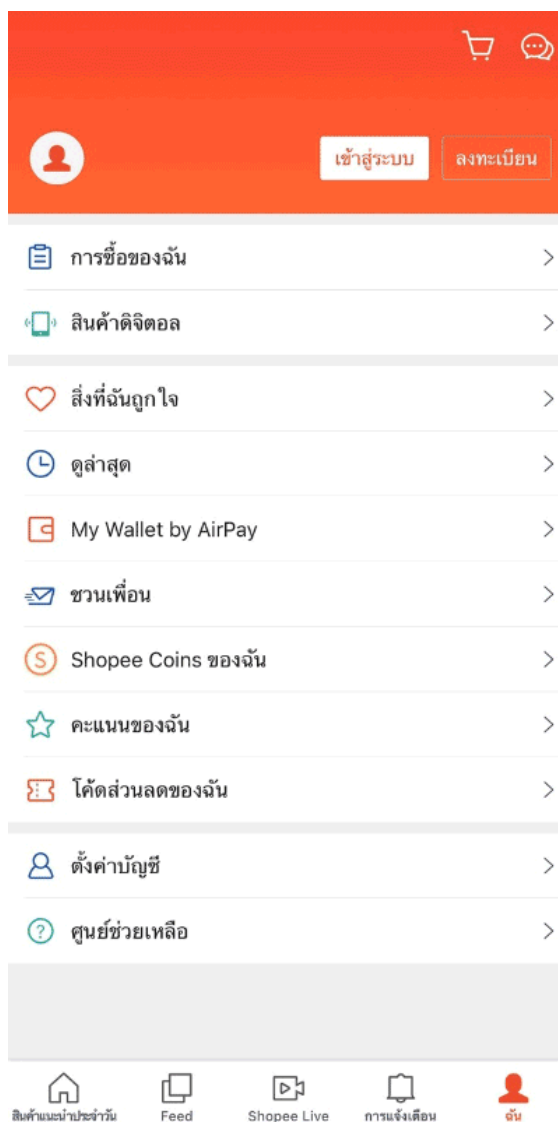 เข้าสู่ระบบ ลงทะเบียน
การซื้อของฉัน
สินค้าดิจิตอล
สิ่งที่ฉันถูกใจ
ดูล่าสุด
My Wallet by AirPay
ชวนเพื่อน
S Shopee Coins ของฉัน
คะแนนของฉัน
โค้ดส่วนลดของฉัน
ตั้งค่าบัญชี
? ศูนย์ช่วยเหลือ
สินค้าแนะนำประจำวัน Feed Shopee Live การแจ้งเตือน ฉัน